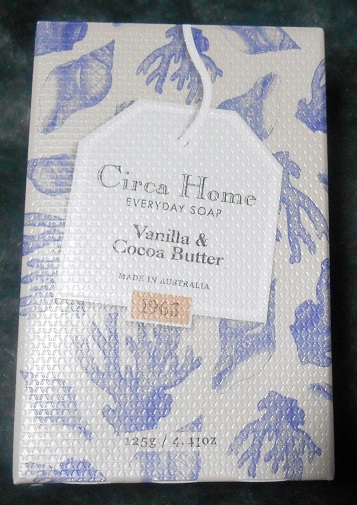 Circa Home
EVERYDAY SOAP
Vanilla &
Cocoa Butter
MADE IN AUSTRALIA
1963
125g / 4.41oz